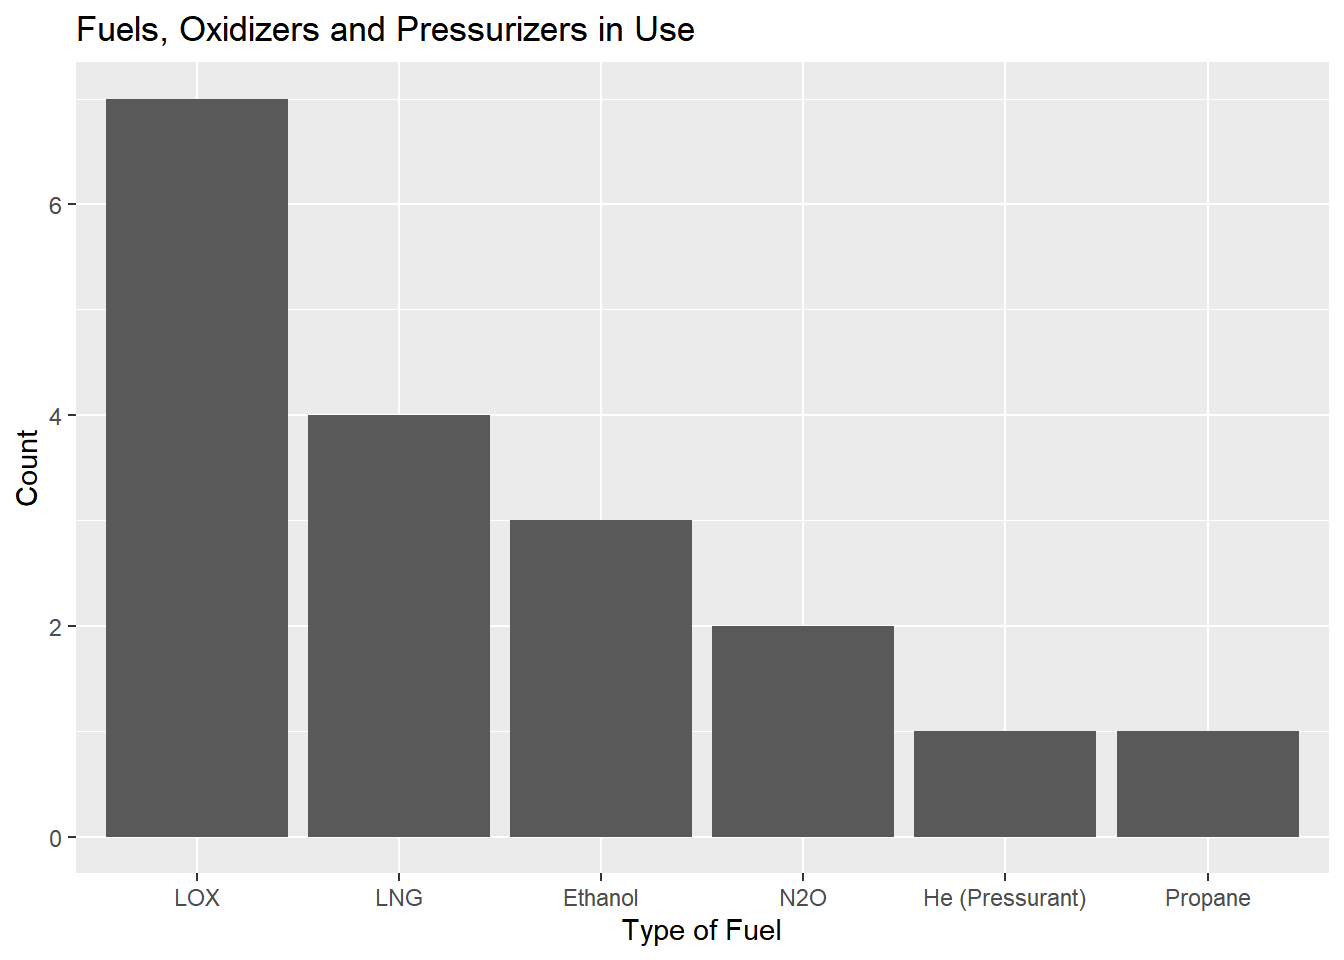 Fuels, Oxidizers and Pressurizers in Use
Count
6
4
2
0
LOX LNG Ethanol N2O He (Pressurant) Propane
Type of Fuel